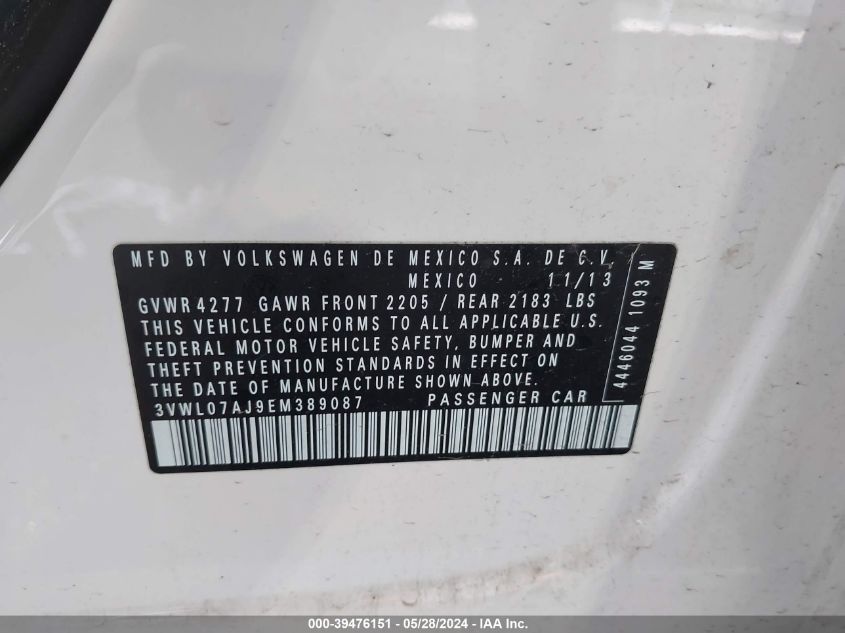 MFD BY VOLKSWAGEN DE MEXICO S.A. DE C.V.
MEXICO 11/13
GVWR 4277 GAWR FRONT 2205 / REAR 2183 LBS
THIS VEHICLE CONFORMS TO ALL APPLICABLE U.S.
FEDERAL MOTOR VEHICLE SAFETY, BUMPER AND
THEFT PREVENTION STANDARDS IN EFFECT ON
THE DATE OF MANUFACTURE SHOWN ABOVE.
3VWL07AJ9EM389087 PASSENGER CAR
4446044 1093 M
000-39476151 - 05/28/2024 - IAA Inc.